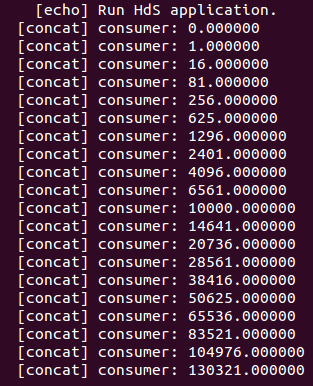 [echo] Run HdS application.
[concat] consumer: 0.000000
[concat] consumer: 1.000000
[concat] consumer: 16.000000
[concat] consumer: 81.000000
[concat] consumer: 256.000000
[concat] consumer: 625.000000
[concat] consumer: 1296.000000
[concat] consumer: 2401.000000
[concat] consumer: 4096.000000
[concat] consumer: 6561.000000
[concat] consumer: 10000.000000
[concat] consumer: 14641.000000
[concat] consumer: 20736.000000
[concat] consumer: 28561.000000
[concat] consumer: 38416.000000
[concat] consumer: 50625.000000
[concat] consumer: 65536.000000
[concat] consumer: 83521.000000
[concat] consumer: 104976.000000
[concat] consumer: 130321.000000